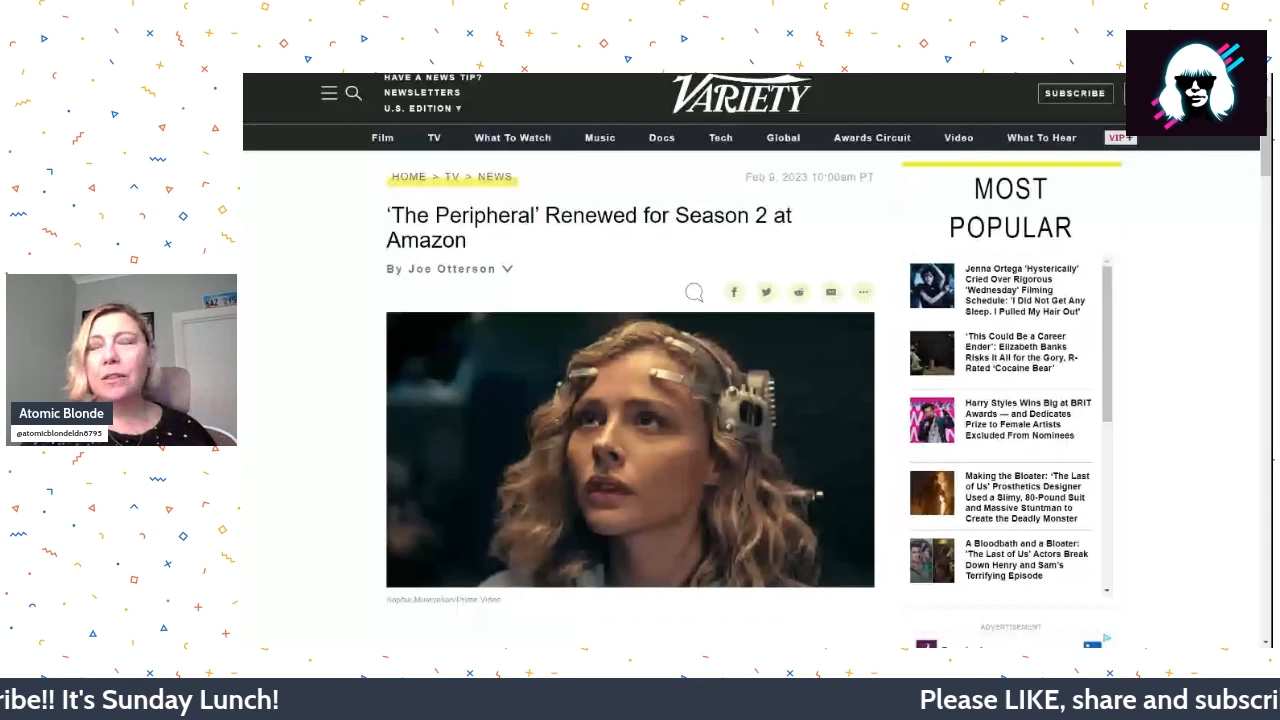 HAVE A NEWS TIP?
NEWSLETTERS
U.S. EDITION
VARIETY
SUBSCRIBE
Film TV What To Watch Music Docs Tech Global Awards Circuit Video What To Hear VIP+
HOME > TV > NEWS
Feb 9, 2023 10:00am PT
‘The Peripheral’ Renewed for Season 2 at
Amazon
By Joe Otterson
MOST
POPULAR
Jenna Ortega 'Hysterically'
Cried Over Rigorous
'Wednesday' Filming
Schedule: 'I Did Not Get Any
Sleep. I Pulled My Hair Out'
‘This Could Be a Career
Ender’: Elizabeth Banks
Risks It All for the Gory, R-
Rated ‘Cocaine Bear’
Harry Styles Wins Big at BRIT
Awards — and Dedicates
Prize to Female Artists
Excluded From Nominees
Making the Bloater: ‘The Last
of Us’ Prosthetics Designer
Used a Slimy, 80-Pound Suit
and Massive Stuntman to
Create the Deadly Monster
A Bloodbath and a Bloater:
‘The Last of Us’ Actors Break
Down Henry and Sam’s
Terrifying Episode
Prime Video
ADVERTISEMENT
Atomic Blonde
@atomicblondeldn8795
ribe!! It's Sunday Lunch!
Please LIKE, share and subscri